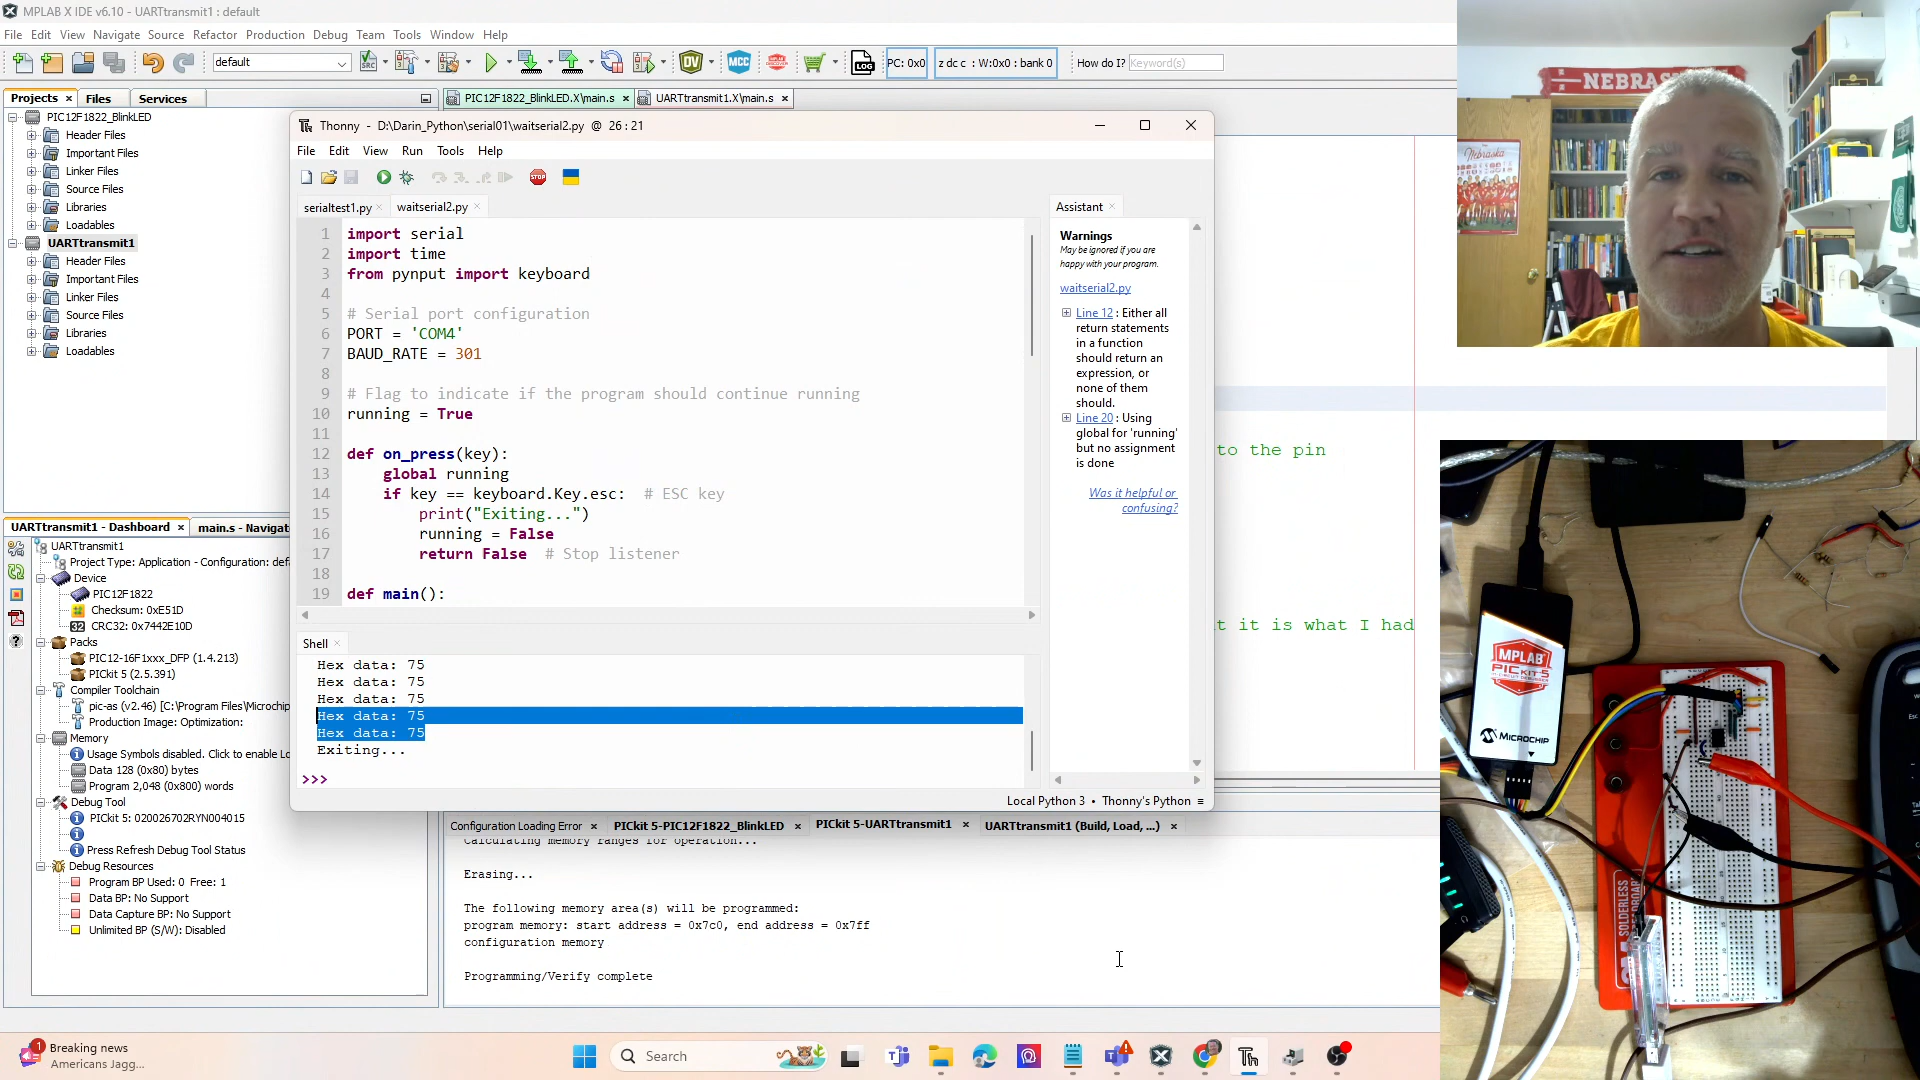 MPLAB X IDE v6.10 - UARTtransmit1 : default
File Edit View Navigate Source Refactor Production Debug Team Tools Window Help
default
PC: 0x0
z dc c : W:0x0 : bank 0
How do I? Keyword(s)
Projects
Files
Services
PIC12F1822_BlinkLED.X\main.s
UARTtransmit1.X\main.s
PIC12F1822_BlinkLED
Header Files
Important Files
Linker Files
Source Files
Libraries
Loadables
UARTtransmit1
Header Files
Important Files
Linker Files
Source Files
Libraries
Loadables
UARTtransmit1 - Dashboard
main.s - Navigat
UARTtransmit1
Project Type: Application - Configuration: def
Device
PIC12F1822
Checksum: 0xE51D
CRC32: 0x7442E10D
Packs
PIC12-16F1xxx_DFP (1.4.213)
PICkit 5 (2.5.391)
Compiler Toolchain
pic-as (v2.46) [C:\Program Files\Microchip
Production Image: Optimization:
Memory
Usage Symbols disabled. Click to enable Lo
Data 128 (0x80) bytes
Program 2,048 (0x800) words
Debug Tool
PICkit 5: 020026702RYN004015
Press Refresh Debug Tool Status
Debug Resources
Program BP Used: 0 Free: 1
Data BP: No Support
Data Capture BP: No Support
Unlimited BP (S/W): Disabled
Thonny - D:\Darin_Python\serial01\waitserial2.py @ 26 : 21
File Edit View Run Tools Help
STOP
serialtest1.py
waitserial2.py
1 import serial
2 import time
3 from pynput import keyboard
4
5 # Serial port configuration
6 PORT = 'COM4'
7 BAUD_RATE = 301
8
9 # Flag to indicate if the program should continue running
10 running = True
11
12 def on_press(key):
13 global running
14 if key == keyboard.Key.esc: # ESC key
15 print("Exiting...")
16 running = False
17 return False # Stop listener
18
19 def main():
Shell
Hex data: 75
Hex data: 75
Hex data: 75
Hex data: 75
Hex data: 75
Exiting...
>>>
Assistant
Warnings
May be ignored if you are
happy with your program.
waitserial2.py
Line 12 : Either all
return statements
in a function
should return an
expression, or
none of them
should.
Line 20 : Using
global for 'running'
but no assignment
is done
Was it helpful or
confusing?
Local Python 3 • Thonny's Python ≡
to the pin
t it is what I had
Configuration Loading Error
PICkit 5-PIC12F1822_BlinkLED
PICkit 5-UARTtransmit1
UARTtransmit1 (Build, Load, ...)
Calculating memory ranges for operation...
Erasing...
The following memory area(s) will be programmed:
program memory: start address = 0x7c0, end address = 0x7ff
configuration memory
Programming/Verify complete
NEBRASKA
Nebraska
MPLAB
PICkit 5
MICROCHIP
SOLDERLESS
1
Breaking news
Americans Jagg...
Search